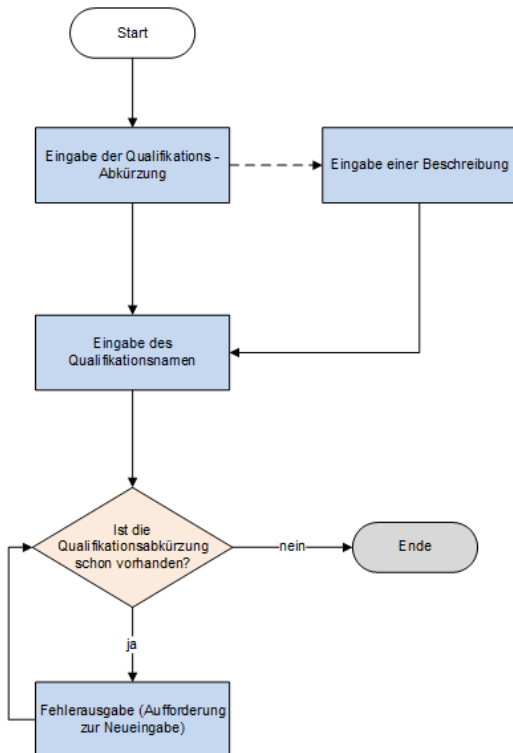 Start
Eingabe der Qualifikations -
Abkürzung
Eingabe einer Beschreibung
Eingabe des
Qualifikationsnamen
Ist die
Qualifikationsabkürzung
schon vorhanden?
nein
Ende
ja
Fehlerausgabe (Aufforderung
zur Neueingabe)